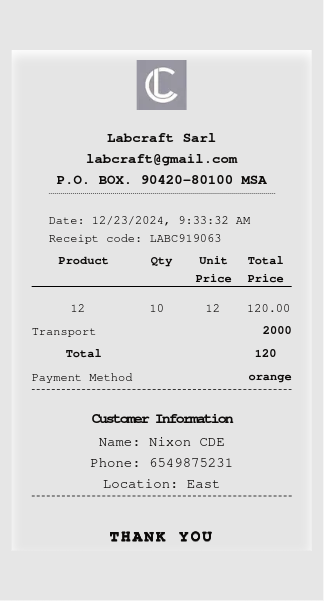 Labcraft Sarl
labcraft@gmail.com
P.O. BOX. 90420-80100 MSA
Date: 12/23/2024, 9:33:32 AM
Receipt code: LABC919063
Product Qty Unit Price Total Price
12 10 12 120.00
Transport 2000
Total 120
Payment Method orange
Customer Information
Name: Nixon CDE
Phone: 6549875231
Location: East
THANK YOU